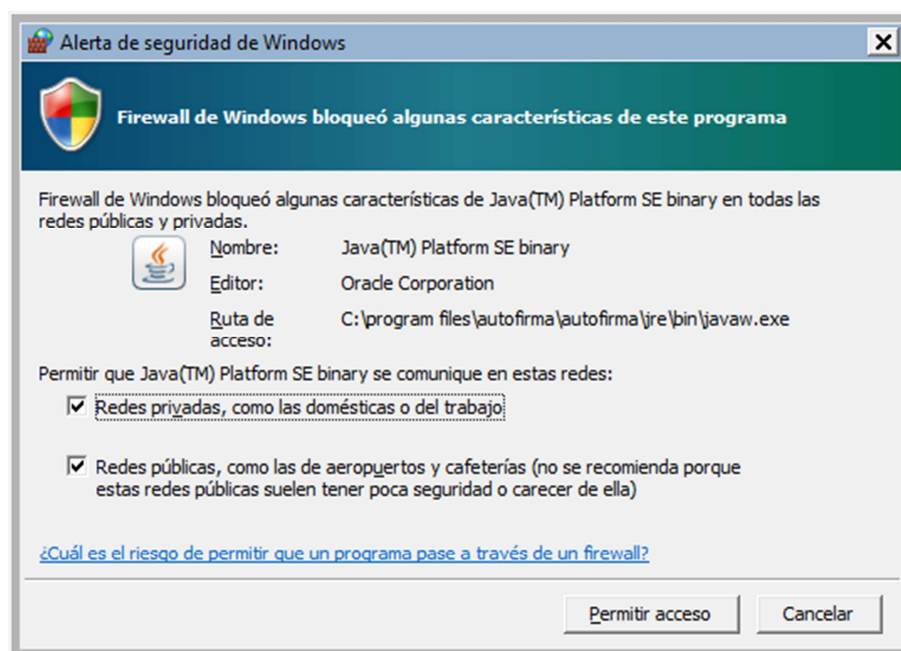 Alerta de seguridad de Windows
Firewall de Windows bloqueó algunas características de este programa
Firewall de Windows bloqueó algunas características de Java(TM) Platform SE binary en todas las
redes públicas y privadas.
Nombre: Java(TM) Platform SE binary
Editor: Oracle Corporation
Ruta de acceso: C:\program files\autofirma\autofirma\jre\bin\javaw.exe
Permitir que Java(TM) Platform SE binary se comunique en estas redes:
Redes privadas, como las domésticas o del trabajo
Redes públicas, como las de aeropuertos y cafeterías (no se recomienda porque
estas redes públicas suelen tener poca seguridad o carecer de ella)
¿Cuál es el riesgo de permitir que un programa pase a través de un firewall?
Permitir acceso Cancelar